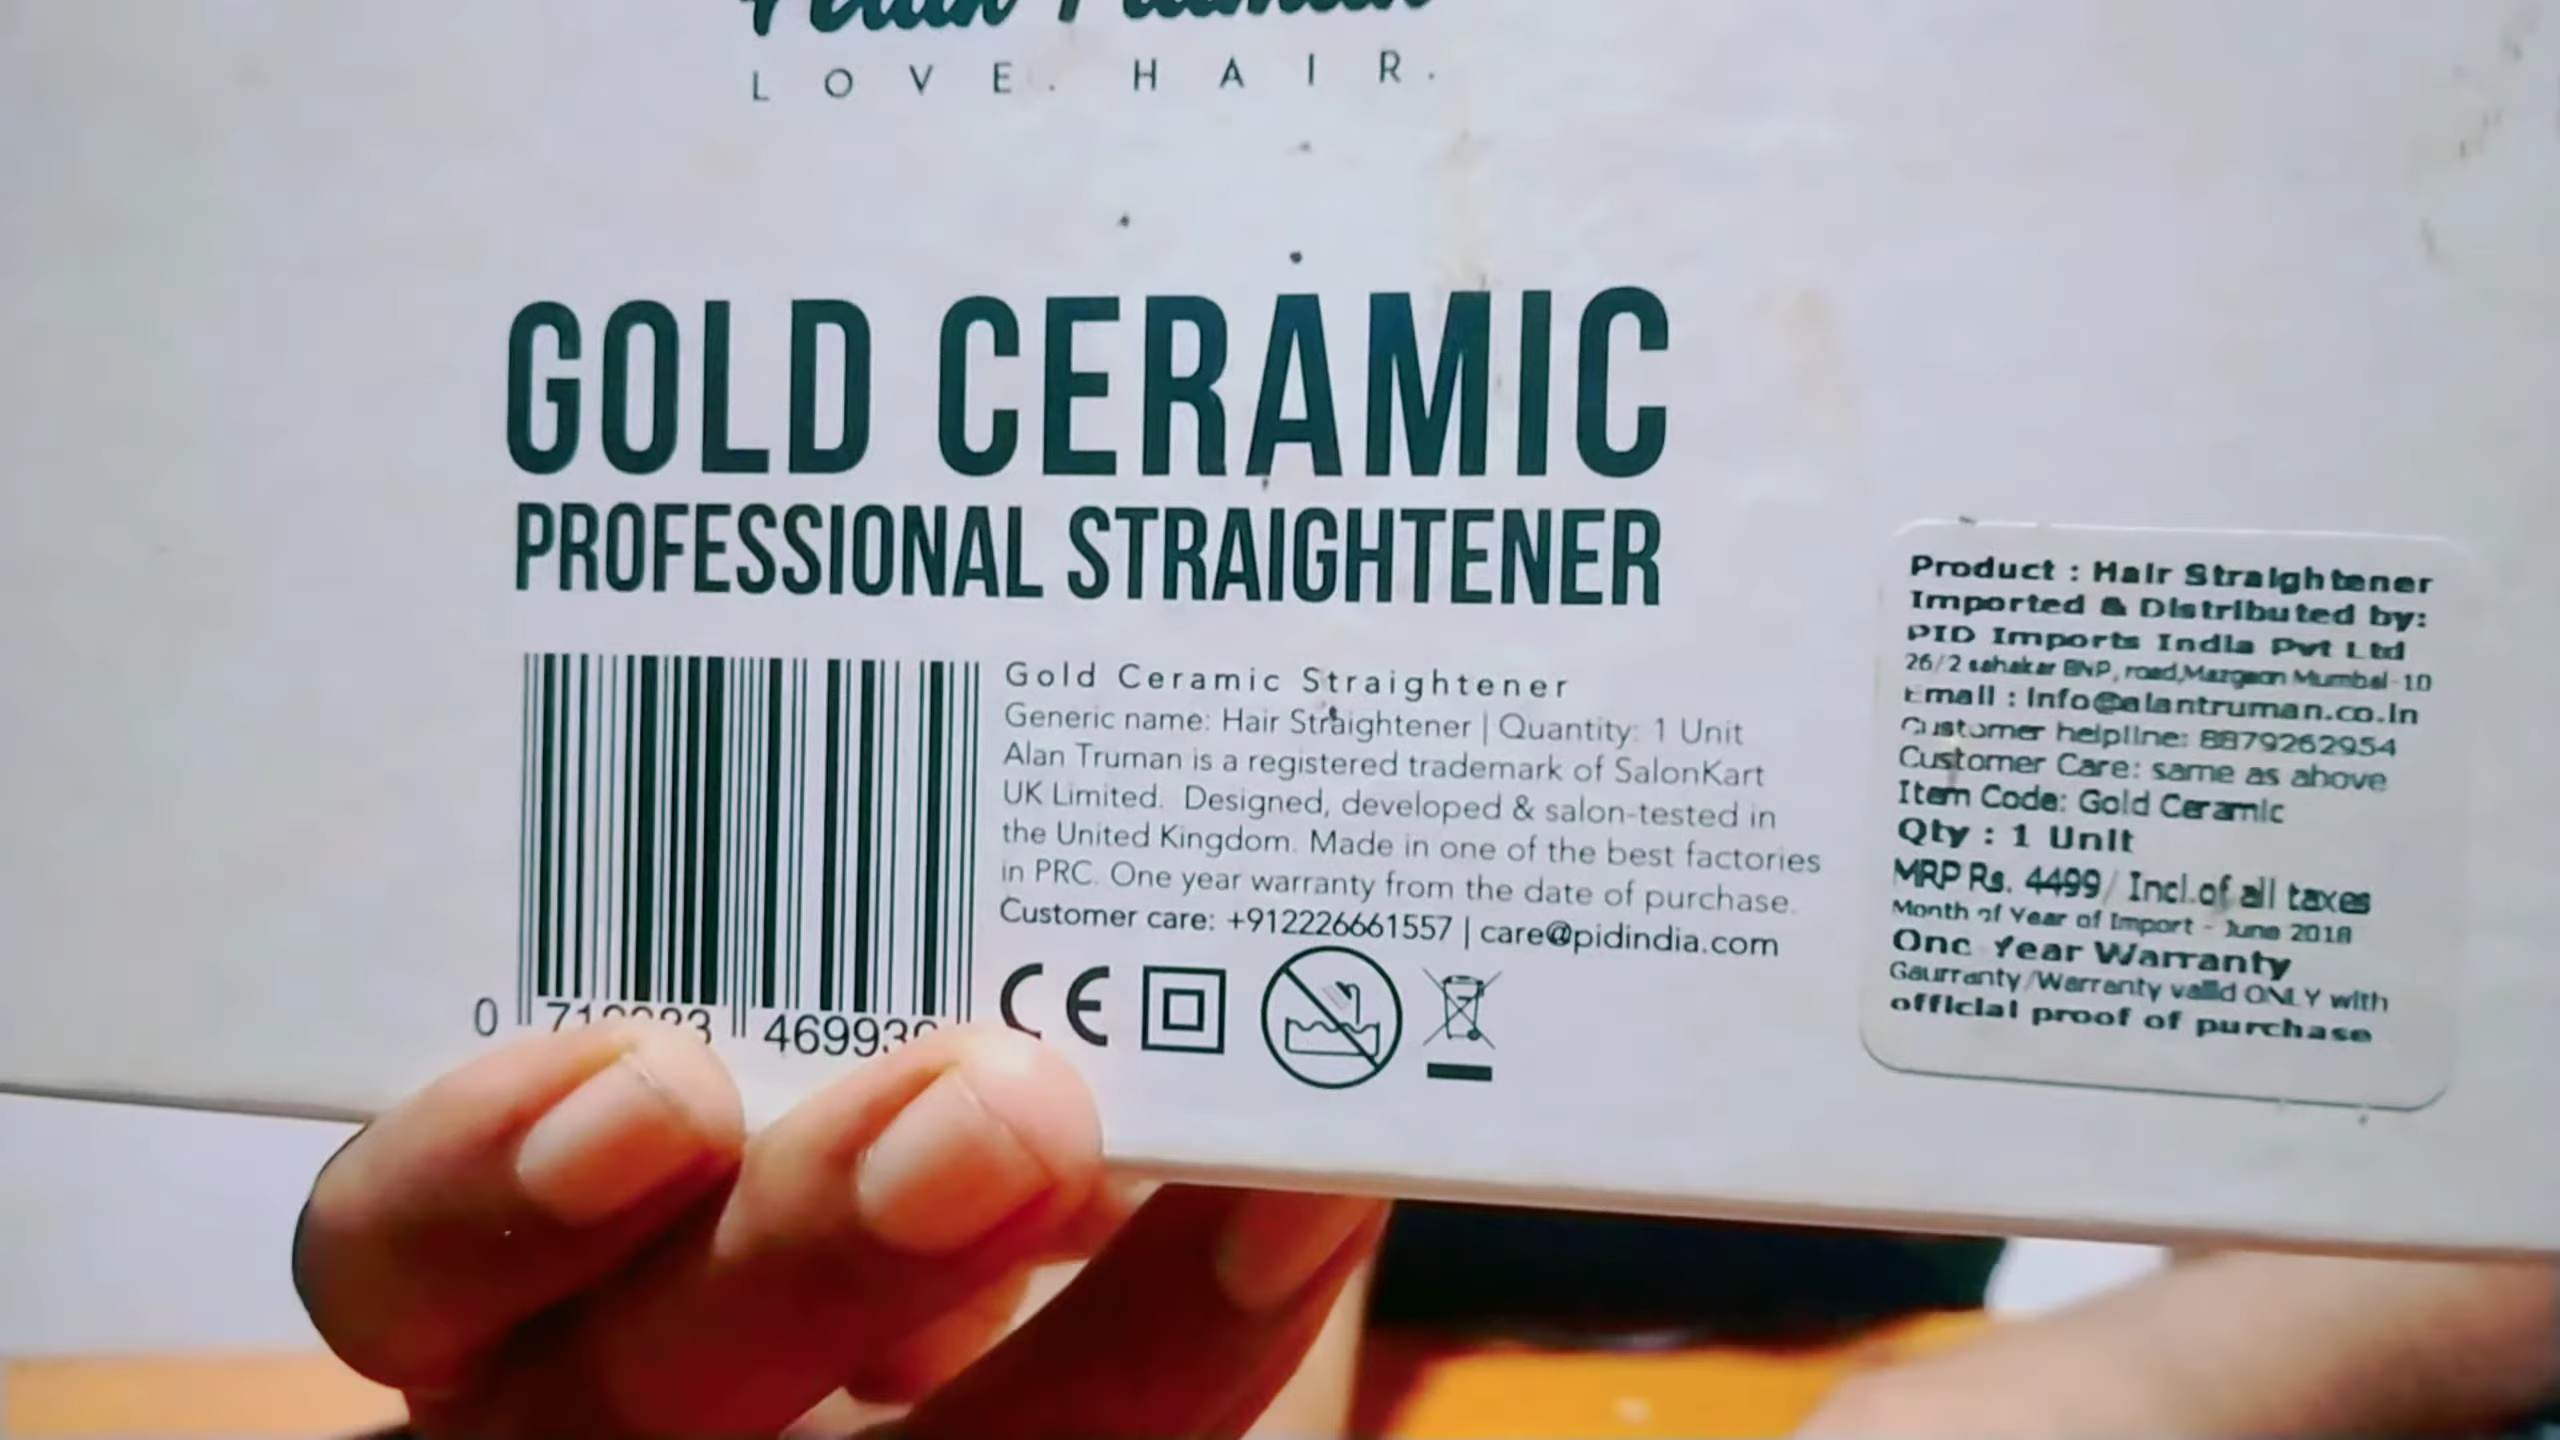 LOVE. HAIR.
GOLD CERAMIC
PROFESSIONAL STRAIGHTENER
Gold Ceramic Straightener
Generic name: Hair Straightener | Quantity: 1 Unit
Alan Truman is a registered trademark of SalonKart
UK Limited. Designed, developed & salon-tested in
the United Kingdom. Made in one of the best factories
in PRC. One year warranty from the date of purchase.
Customer care: +912226661557 | care@pidindia.com
0
CE
Product : Hair Straightener
Imported & Distributed by:
PID Imports India Pvt Ltd
26/2 sahakar BNP, road,Mazgaon Mumbai-10
Email : info@alantruman.co.in
Customer helpline: 8879262954
Customer Care: same as above
Item Code: Gold Ceramic
Qty : 1 Unit
MRP Rs. 4499/ Incl.of all taxes
Month of Year of Import - June 2018
One Year Warranty
Gaurranty/Warranty valid ONLY with
official proof of purchase